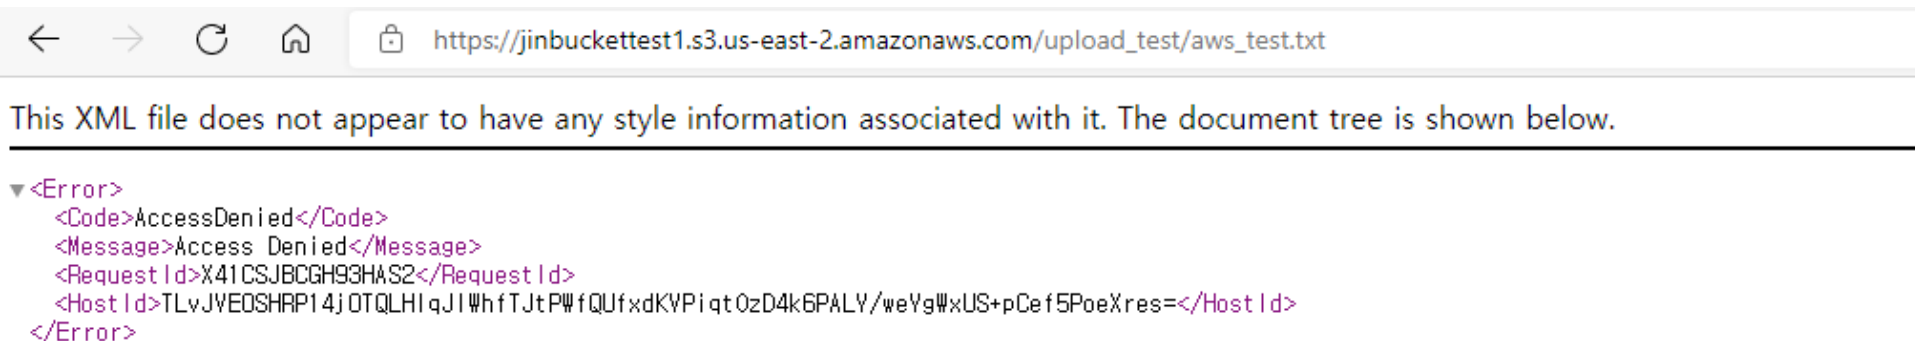 https://jinbuckettest1.s3.us-east-2.amazonaws.com/upload_test/aws_test.txt
This XML file does not appear to have any style information associated with it. The document tree is shown below.
▼<Error>
<Code>AccessDenied</Code>
<Message>Access Denied</Message>
<RequestId>X41CSJBCGH93HAS2</RequestId>
<HostId>TLvJVEOSHRP14jOTQLHIqJIWhfTJtPWfQUfxdKVPiqtOzD4k6PALY/weYgWxUS+pCef5PoeXres=</HostId>
</Error>